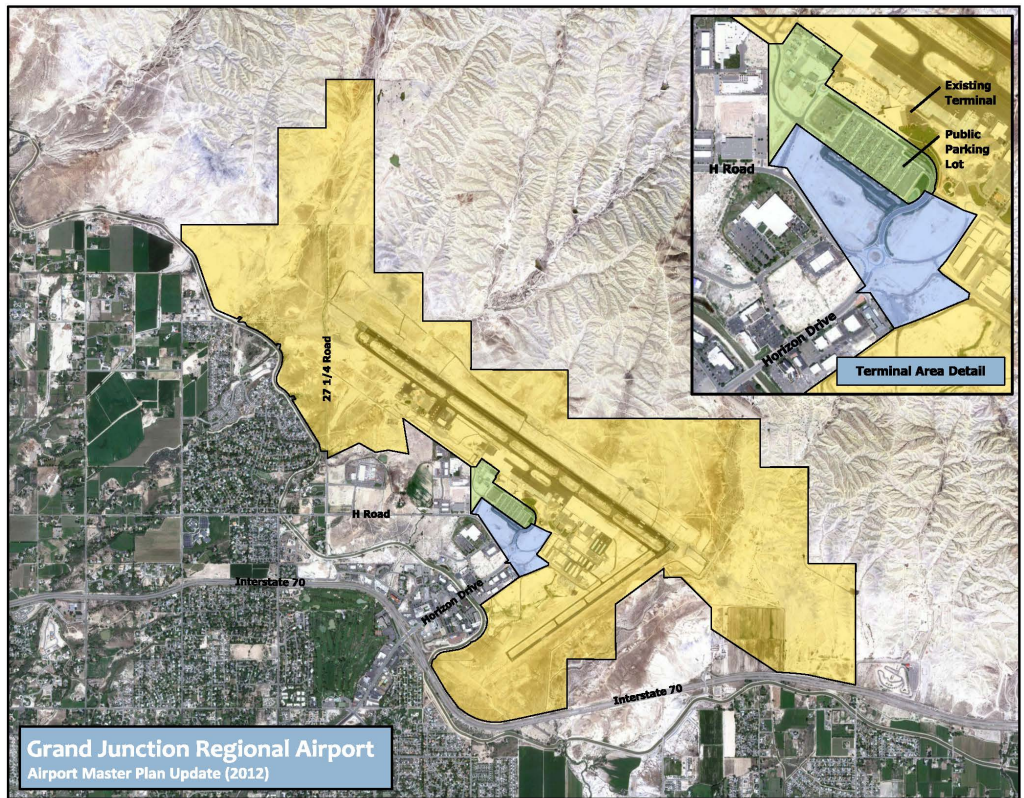 Existing
Terminal
Public
Parking
Lot
H Road
Horizon Drive
Terminal Area Detail
27 1/4 Road
H Road
Interstate 70
Horizon Drive
Interstate 70
Grand Junction Regional Airport
Airport Master Plan Update (2012)